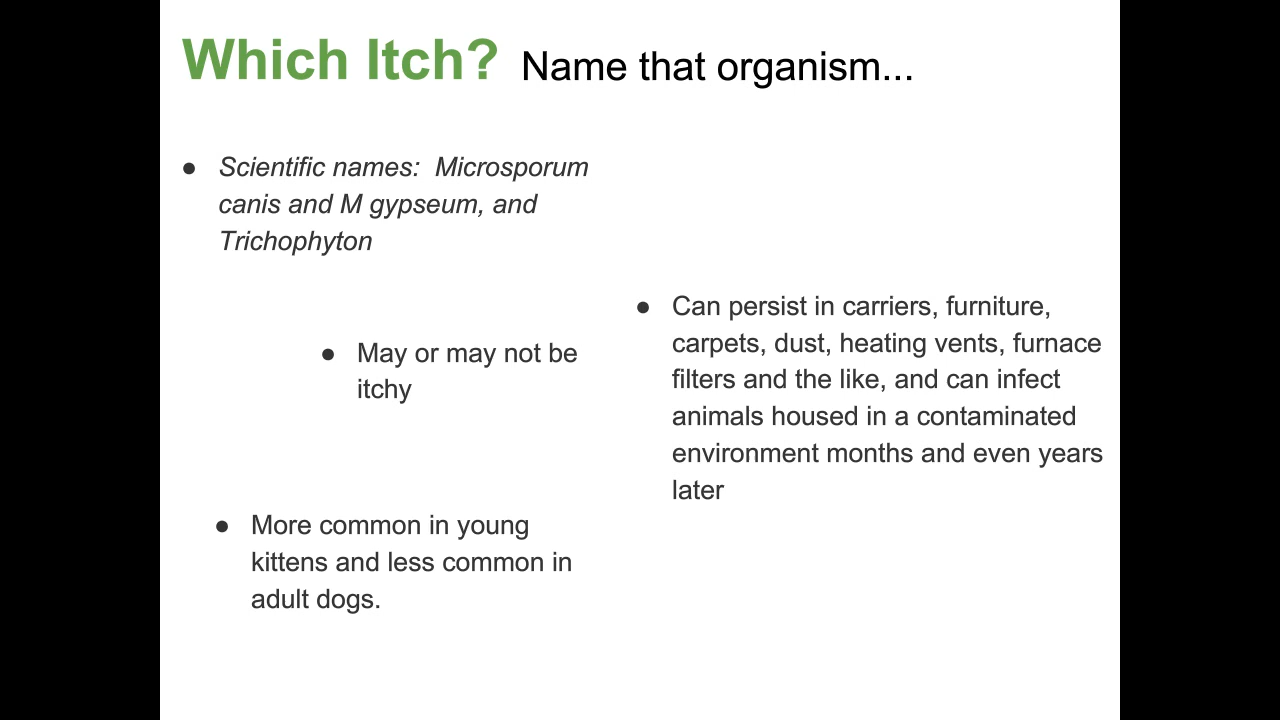 Which Itch? Name that organism...
● Scientific names:  Microsporum
canis and M gypseum, and
Trichophyton
● May or may not be
itchy
● More common in young
kittens and less common in
adult dogs.
● Can persist in carriers, furniture,
carpets, dust, heating vents, furnace
filters and the like, and can infect
animals housed in a contaminated
environment months and even years
later